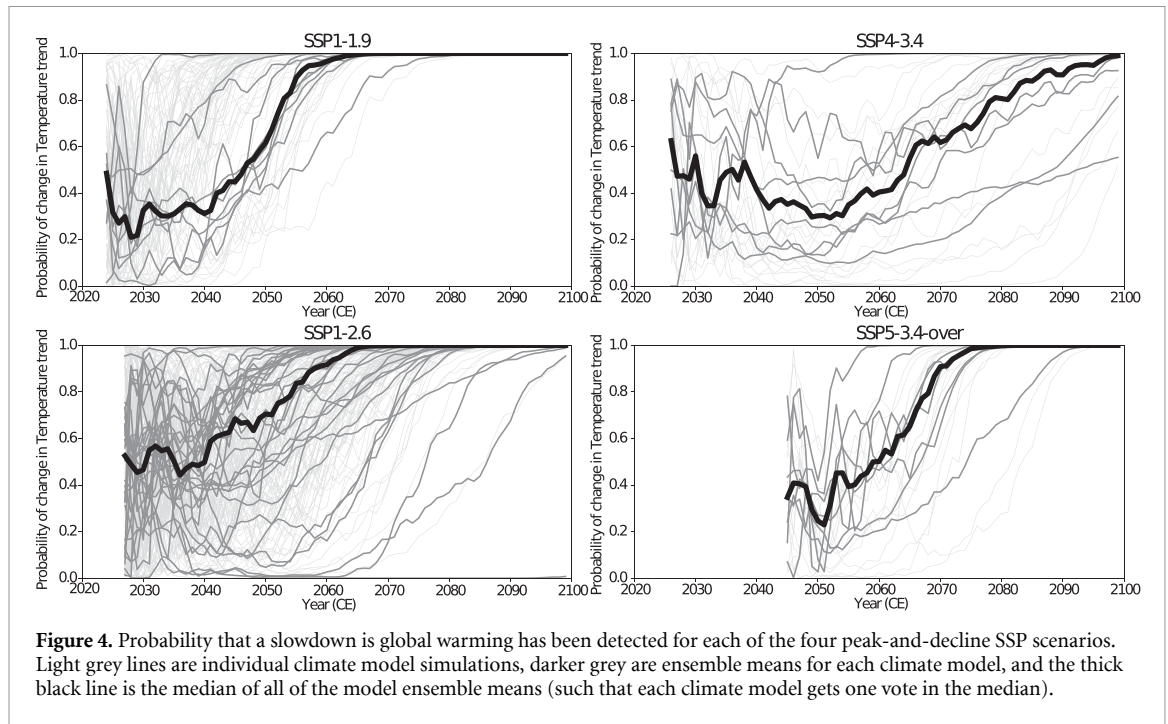 SSP1-1.9
Probability of change in Temperature trend
1.0
0.8
0.6
0.4
0.2
0.0
2020 2030 2040 2050 2060 2070 2080 2090 2100
Year (CE)
SSP4-3.4
Probability of change in Temperature trend
1.0
0.8
0.6
0.4
0.2
0.0
2020 2030 2040 2050 2060 2070 2080 2090 2100
Year (CE)
SSP1-2.6
Probability of change in Temperature trend
1.0
0.8
0.6
0.4
0.2
0.0
2020 2030 2040 2050 2060 2070 2080 2090 2100
Year (CE)
SSP5-3.4-over
Probability of change in Temperature trend
1.0
0.8
0.6
0.4
0.2
0.0
2020 2030 2040 2050 2060 2070 2080 2090 2100
Year (CE)
Figure 4. Probability that a slowdown is global warming has been detected for each of the four peak-and-decline SSP scenarios.
Light grey lines are individual climate model simulations, darker grey are ensemble means for each climate model, and the thick
black line is the median of all of the model ensemble means (such that each climate model gets one vote in the median).